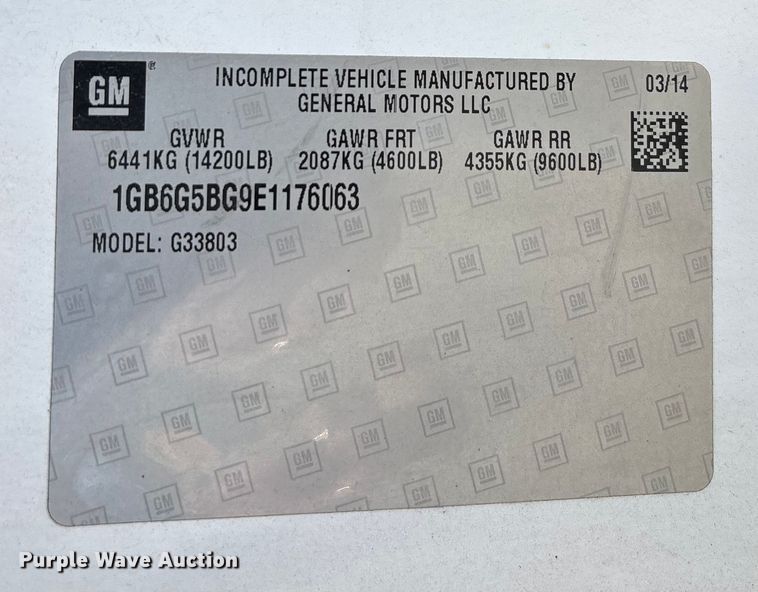 GM
INCOMPLETE VEHICLE MANUFACTURED BY
GENERAL MOTORS LLC
03/14
GVWR GAWR FRT GAWR RR
6441KG (14200LB) 2087KG (4600LB) 4355KG (9600LB)
1GB6G5BG9E1176063
MODEL: G33803
Purple Wave Auction